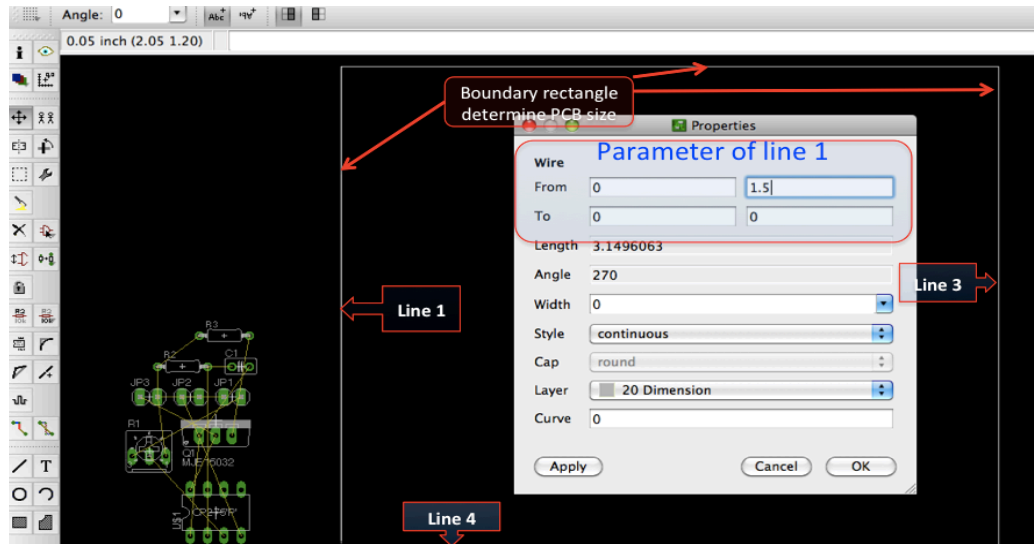 Angle: 0
Abc
0.05 inch (2.05 1.20)
Boundary rectangle
determine PCB size
Properties
Parameter of line 1
Wire
From 0 1.5
To 0 0
Length 3.1496063
Angle 270
Width 0
Style continuous
Cap round
Layer 20 Dimension
Curve 0
Apply Cancel OK
Line 1
Line 3
Line 4
R3
R2 C1
JP3 JP2 JP1
R1
Q1
U$1
T